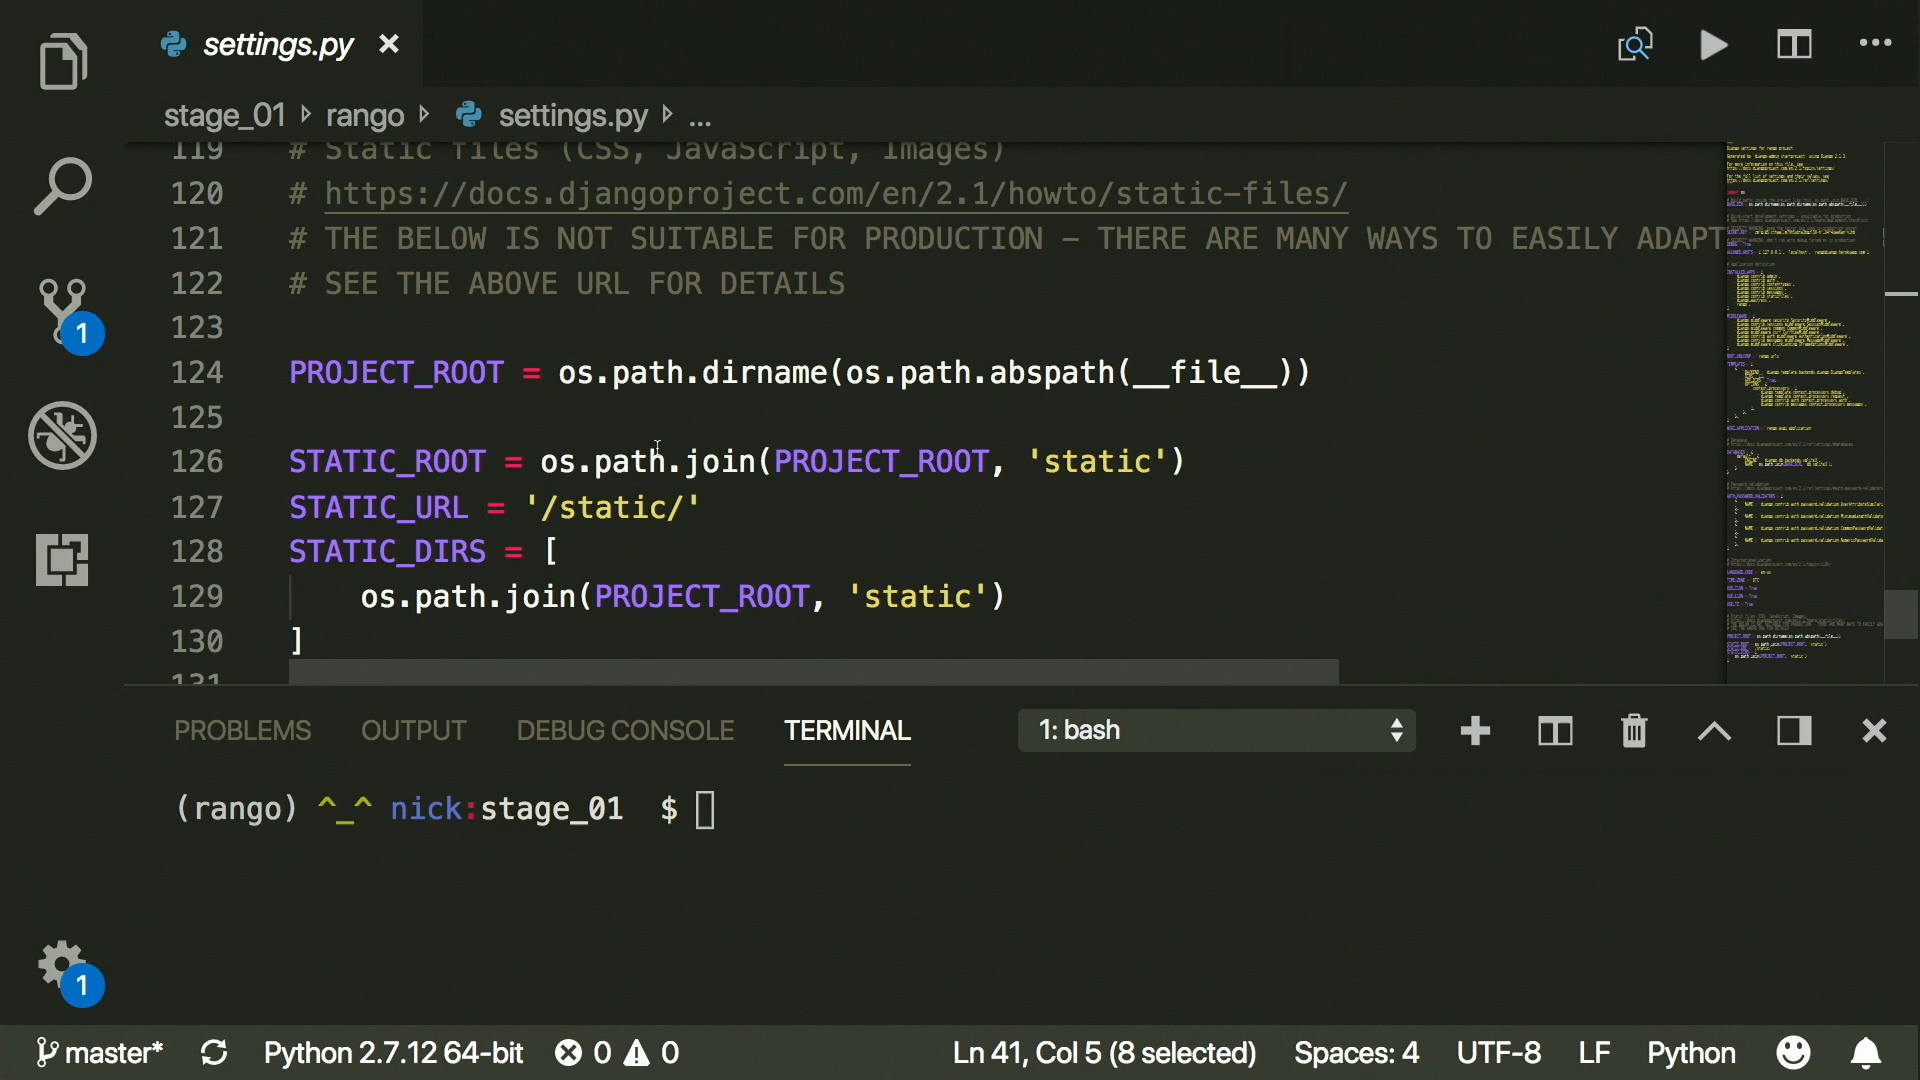 settings.py
stage_01 rango settings.py ...
119 # Static files (CSS, JavaScript, Images)
120 # https://docs.djangoproject.com/en/2.1/howto/static-files/
121 # THE BELOW IS NOT SUITABLE FOR PRODUCTION – THERE ARE MANY WAYS TO EASILY ADAPT
122 # SEE THE ABOVE URL FOR DETAILS
123
124 PROJECT_ROOT = os.path.dirname(os.path.abspath(__file__))
125
126 STATIC_ROOT = os.path.join(PROJECT_ROOT, 'static')
127 STATIC_URL = '/static/'
128 STATIC_DIRS = [
129 os.path.join(PROJECT_ROOT, 'static')
130 ]
131
1
PROBLEMS OUTPUT DEBUG CONSOLE TERMINAL 1: bash
(rango) ^_^ nick:stage_01 $
1
master* Python 2.7.12 64-bit 0 0 Ln 41, Col 5 (8 selected) Spaces: 4 UTF-8 LF Python